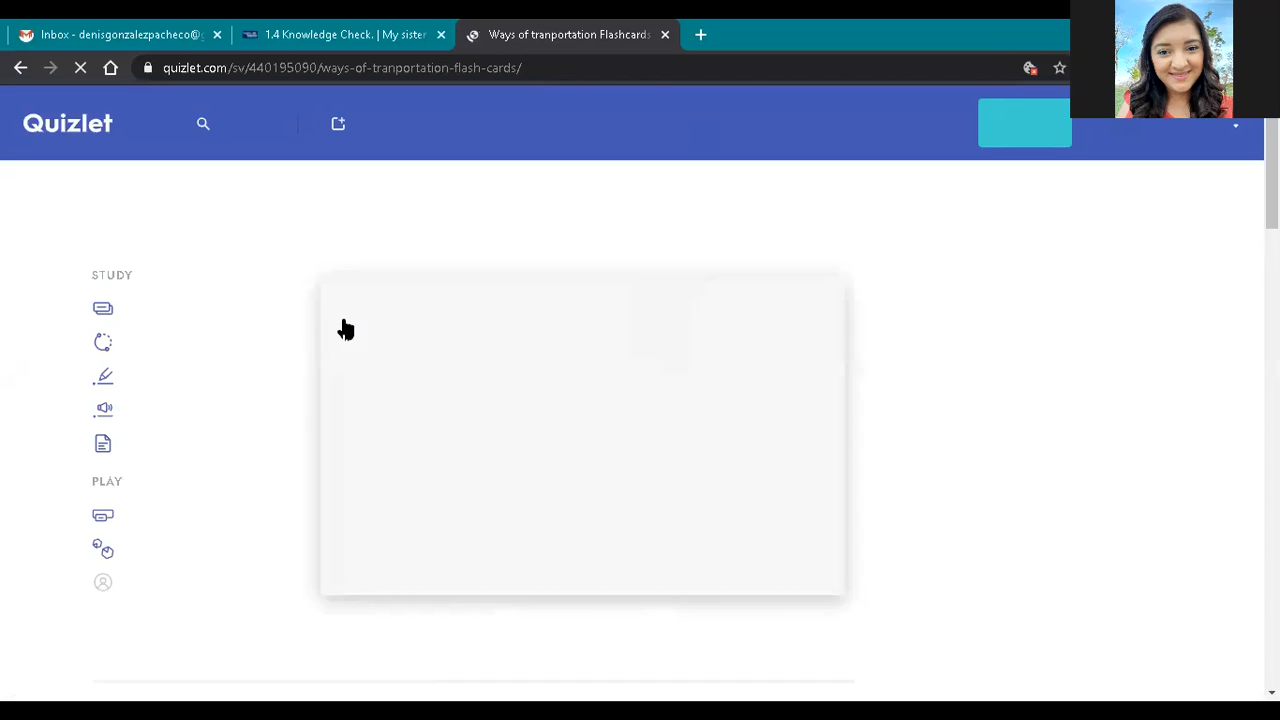 Inbox - denisgonzalezpacheco@g
1.4 Knowledge Check. | My sister
Ways of tranportation Flashcards
quizlet.com/sv/440195090/ways-of-tranportation-flash-cards/
Quizlet
STUDY
PLAY